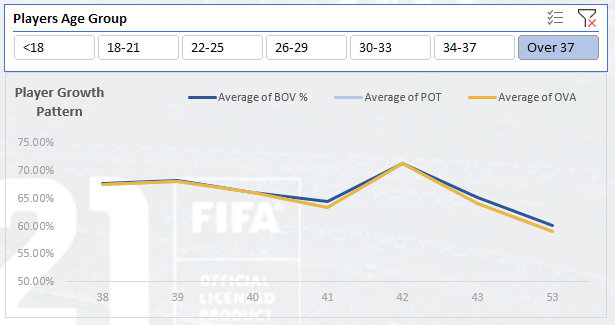 Players Age Group
<18 18-21 22-25 26-29 30-33 34-37 Over 37
Player Growth
Pattern
Average of BOV % Average of POT Average of OVA
75.00%
70.00%
65.00%
60.00%
55.00%
50.00%
38 39 40 41 42 43 53
21
FIFA
OFFICIAL
LICENSED
PRODUCT